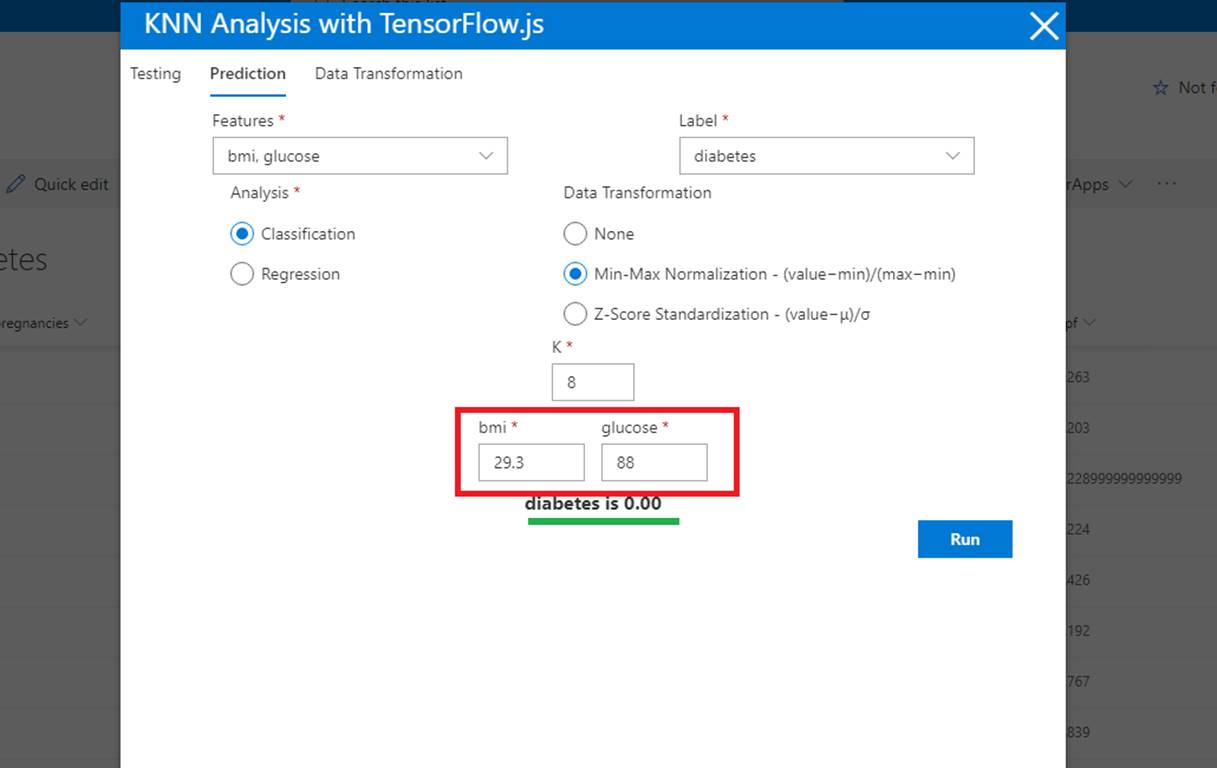 KNN Analysis with TensorFlow.js
Testing Prediction Data Transformation
Not f
Features * Label *
bmi, glucose diabetes
Quick edit rApps ...
Analysis * Data Transformation
Classification None
etes
Regression Min-Max Normalization - (value−min)/(max−min)
regnancies Z-Score Standardization - (value−μ)/σ pf
K *
8 263
bmi * glucose * 203
29.3 88
228999999999999
diabetes is 0.00
224
Run
426
192
767
839